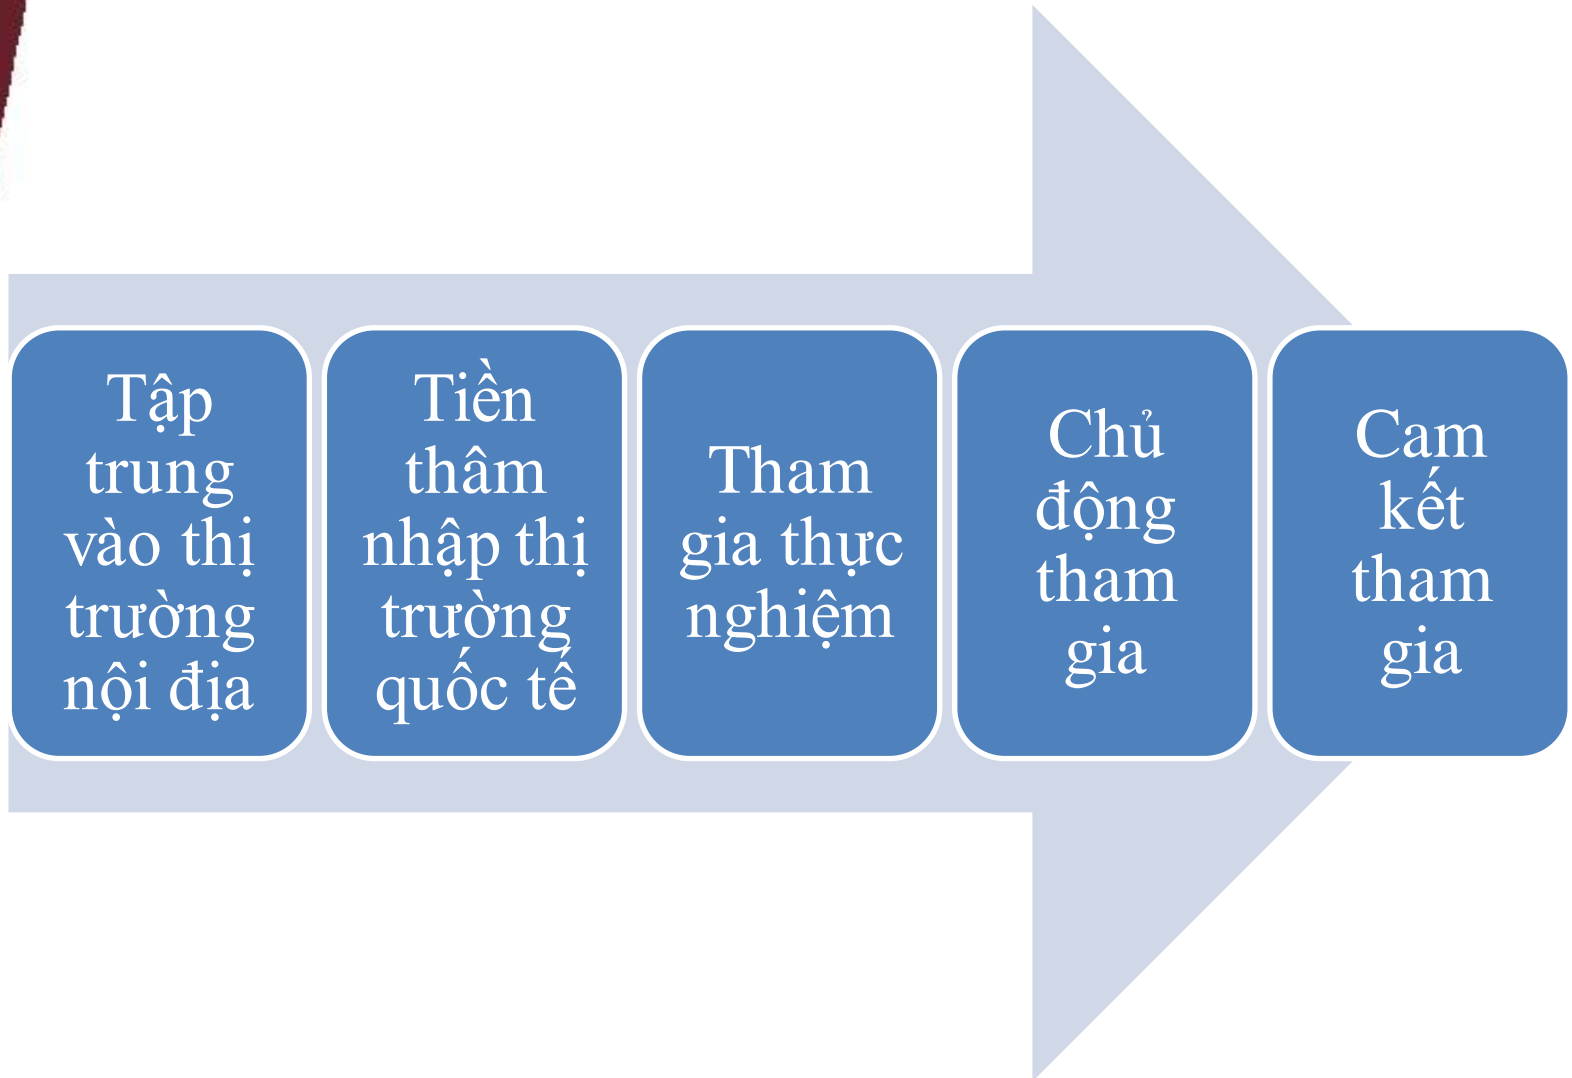 Tập
trung
vào thị
trường
nội địa
Tiền
thâm
nhập thị
trường
quốc tế
Tham
gia thực
nghiệm
Chủ
động
tham
gia
Cam
kết
tham
gia